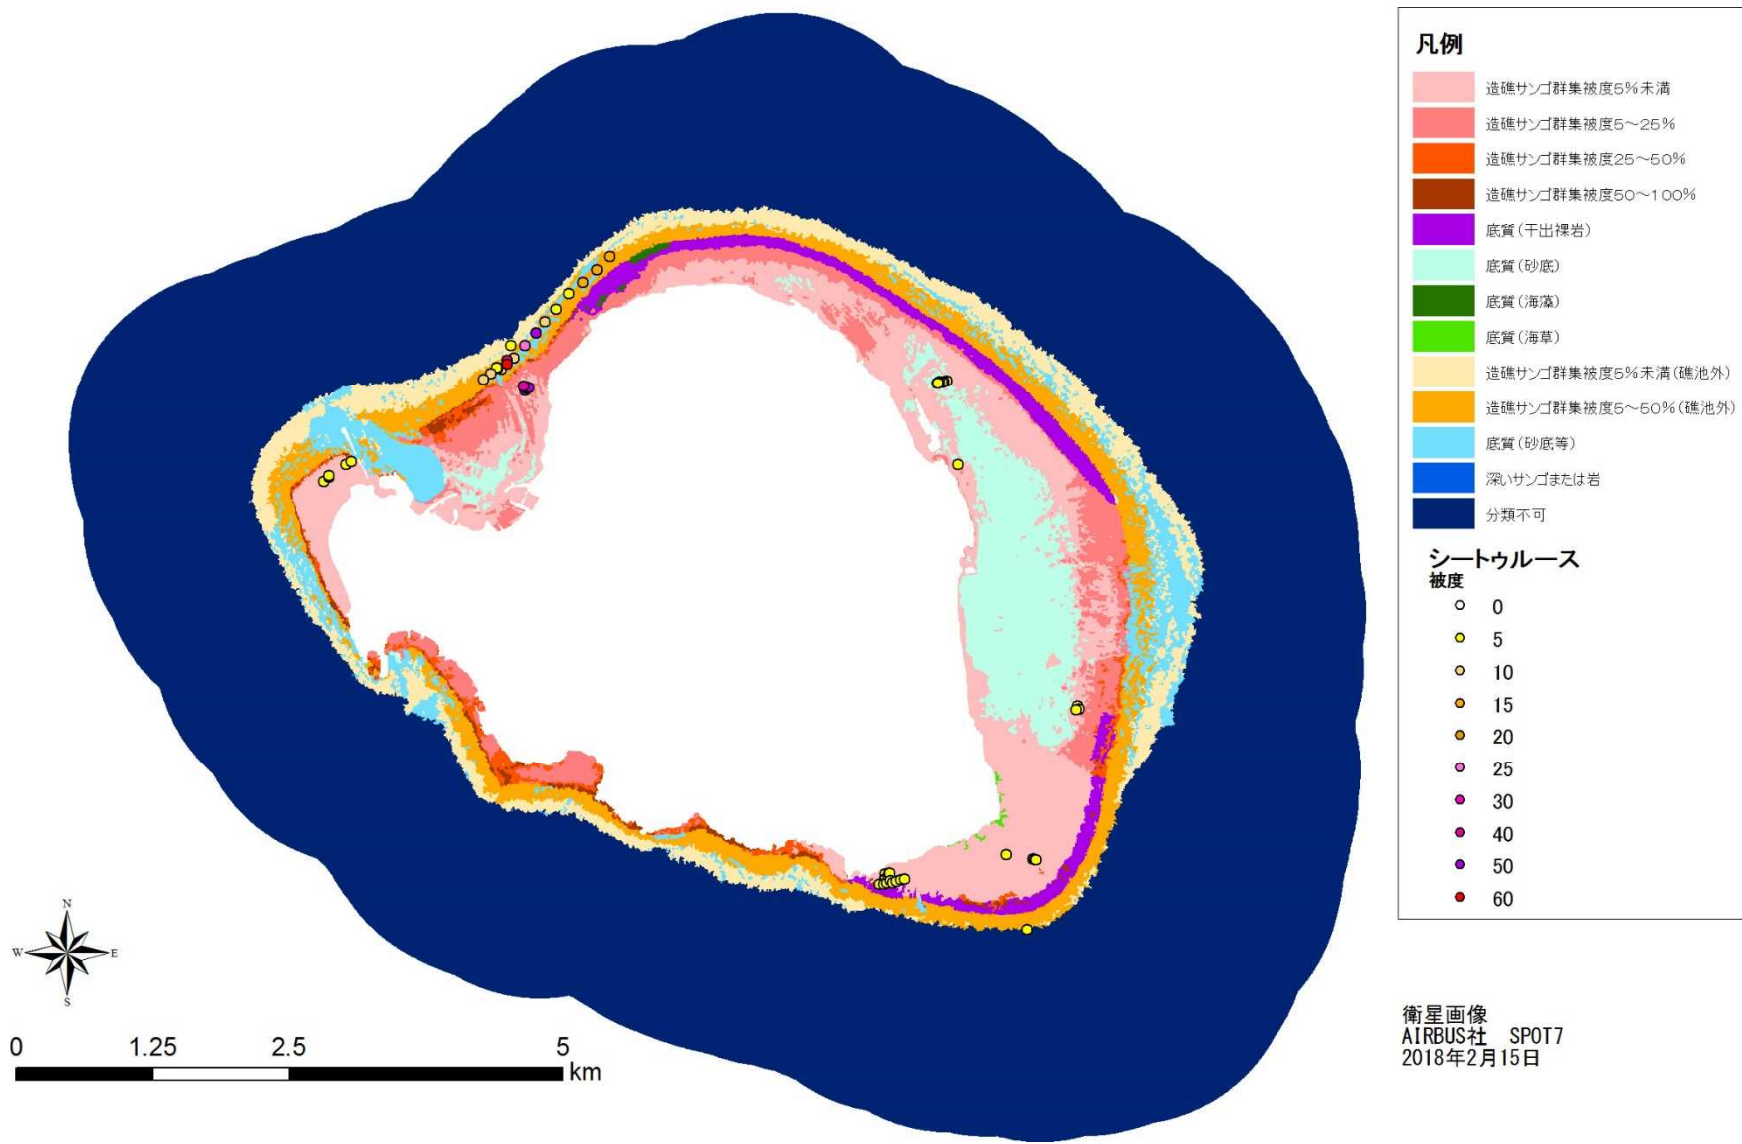 凡例
造礁サンゴ群集被度5%未満
造礁サンゴ群集被度5～25%
造礁サンゴ群集被度25～50%
造礁サンゴ群集被度50～100%
底質(干出裸岩)
底質(砂底)
底質(海藻)
底質(海草)
造礁サンゴ群集被度5%未満(礁池外)
造礁サンゴ群集被度5～50%(礁池外)
底質(砂底等)
深いサンゴまたは岩
分類不可
シートゥルース
被度
0
5
10
15
20
25
30
40
50
60
N
W E
S
0 1.25 2.5 5
km
衛星画像
AIRBUS社 SPOT7
2018年2月15日